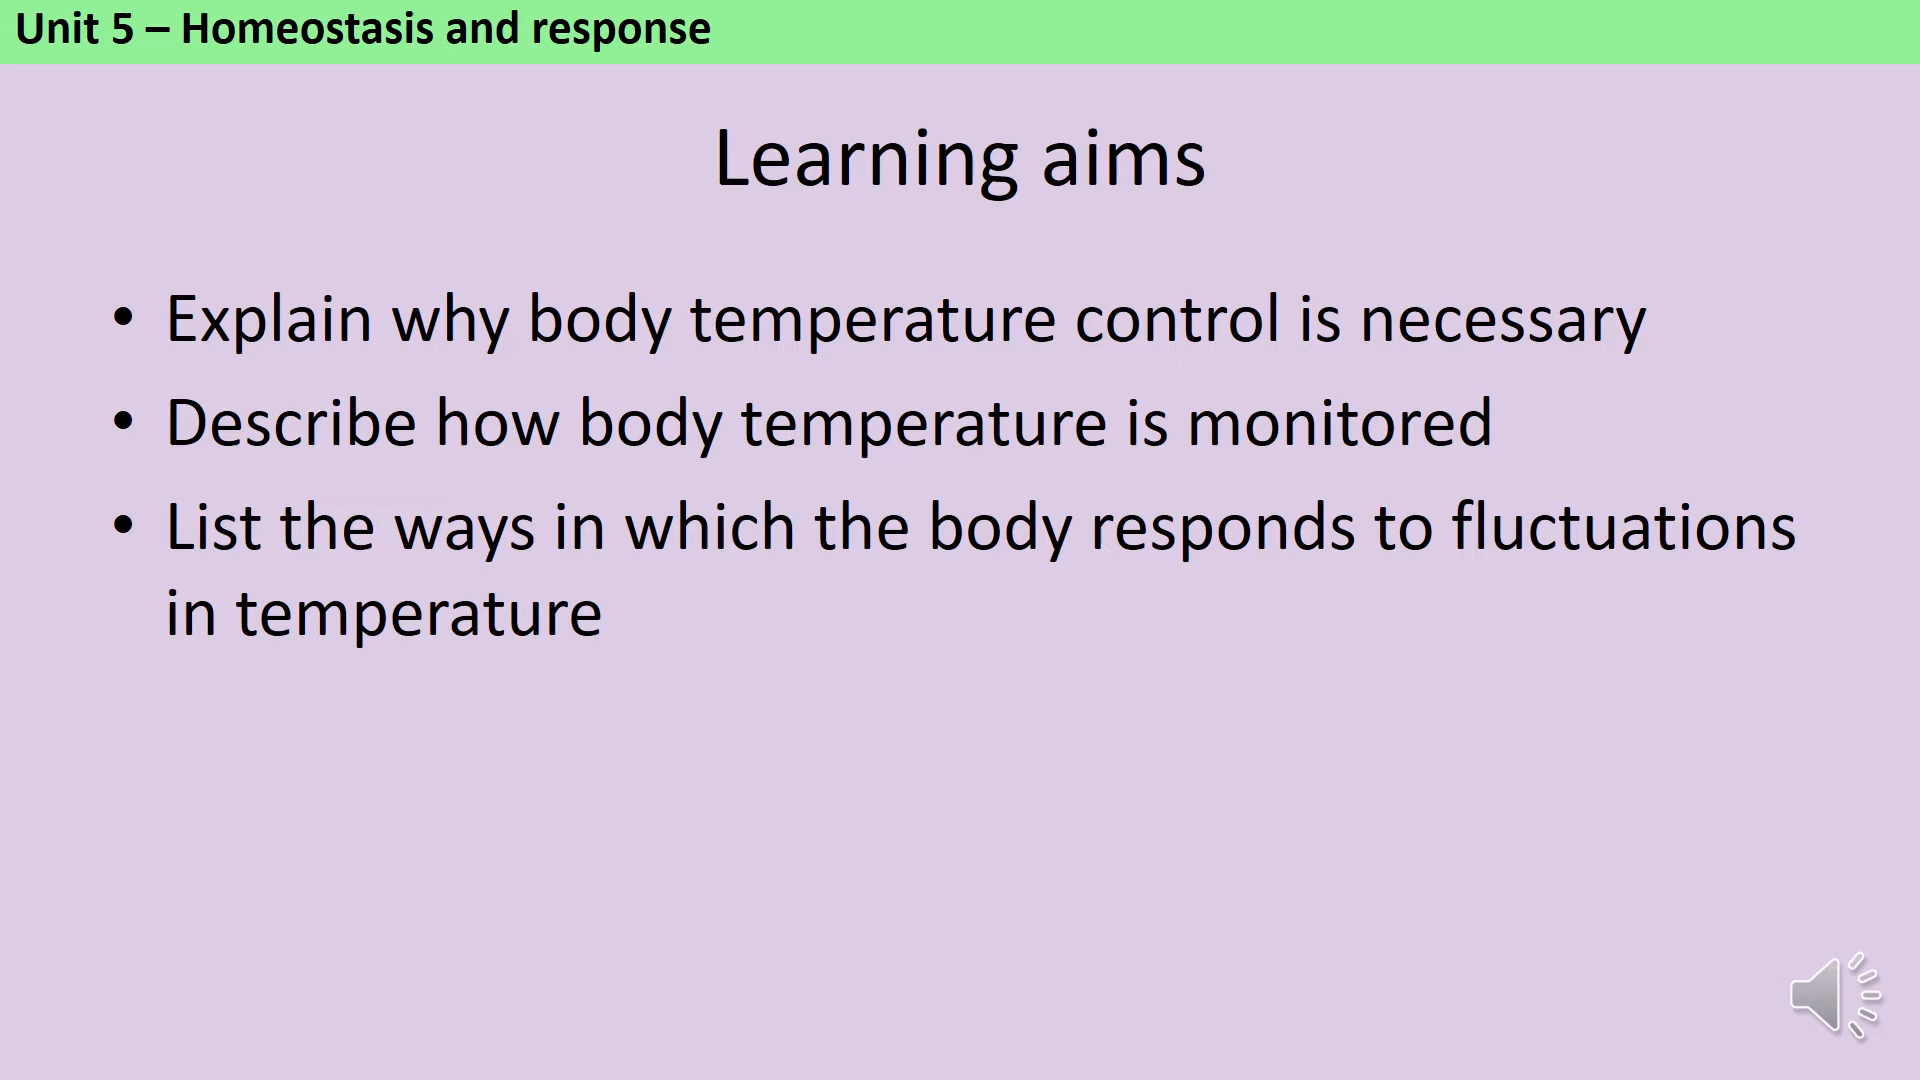 Unit 5 – Homeostasis and response
Learning aims
• Explain why body temperature control is necessary
• Describe how body temperature is monitored
• List the ways in which the body responds to fluctuations
in temperature